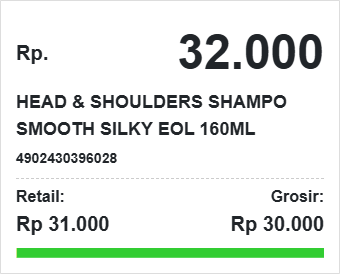 Rp. 32.000
HEAD & SHOULDERS SHAMPO
SMOOTH SILKY EOL 160ML
4902430396028
Retail: Grosir:
Rp 31.000 Rp 30.000